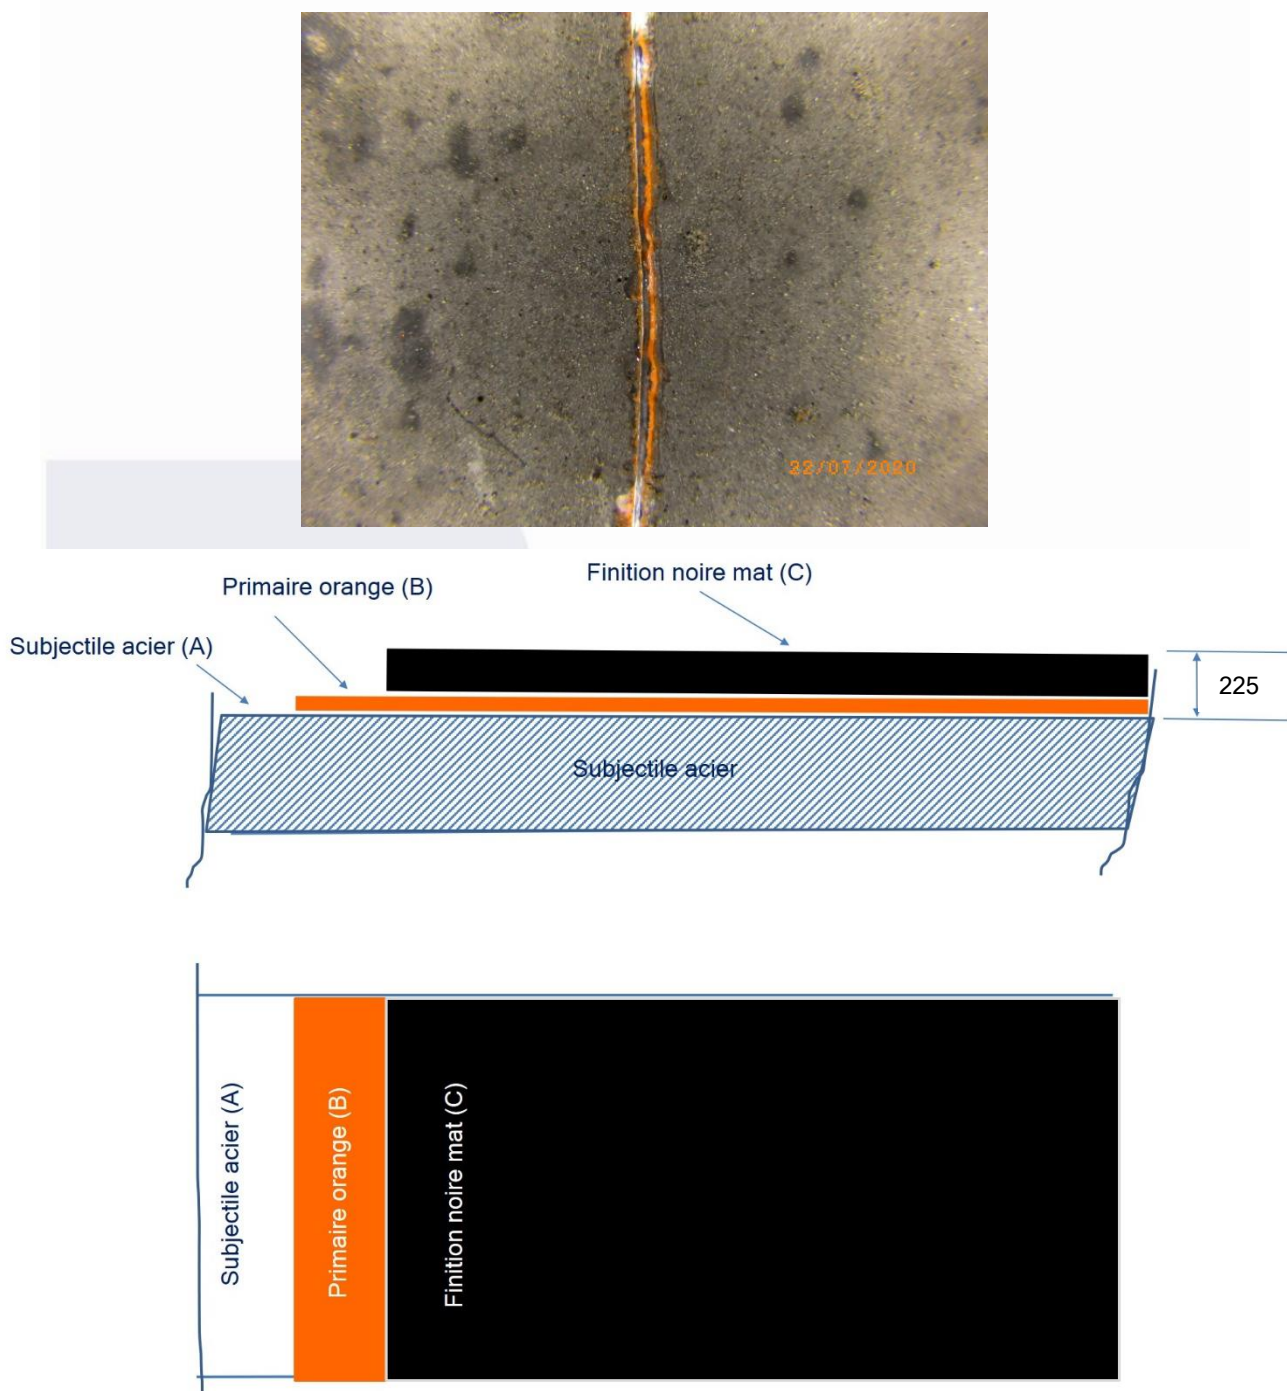 22/07/2020
Finition noire mat (C)
Primaire orange (B)
Subjectile acier (A)
225
Subjectile acier
Subjectile acier (A)
Primaire orange (B)
Finition noire mat (C)